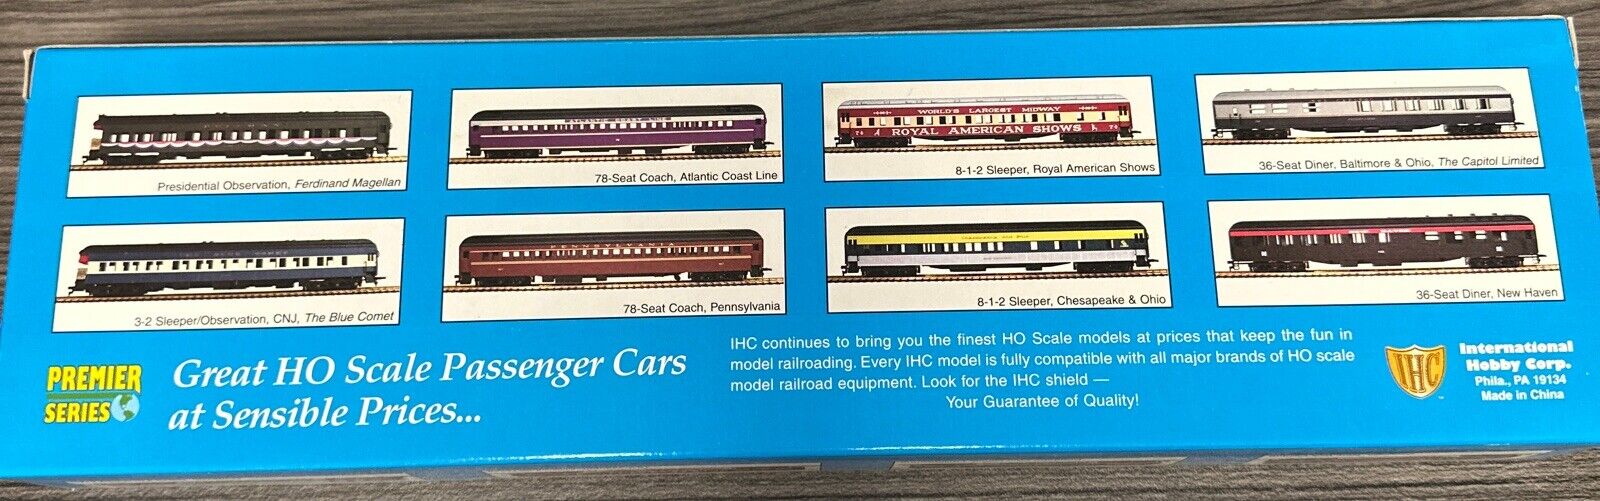 WORLD'S LARGEST MIDWAY
ROYAL AMERICAN SHOWS
Presidential Observation, Ferdinand Magellan
78-Seat Coach, Atlantic Coast Line
8-1-2 Sleeper, Royal American Shows
36-Seat Diner, Baltimore & Ohio, The Capitol Limited
PENNSYLVANIA
3-2 Sleeper/Observation, CNJ, The Blue Comet
78-Seat Coach, Pennsylvania
8-1-2 Sleeper, Chesapeake & Ohio
36-Seat Diner, New Haven
PREMIER
SERIES
Great HO Scale Passenger Cars
at Sensible Prices...
IHC continues to bring you the finest HO Scale models at prices that keep the fun in
model railroading. Every IHC model is fully compatible with all major brands of HO scale
model railroad equipment. Look for the IHC shield —
Your Guarantee of Quality!
IHC
International
Hobby Corp.
Phila., PA 19134
Made in China